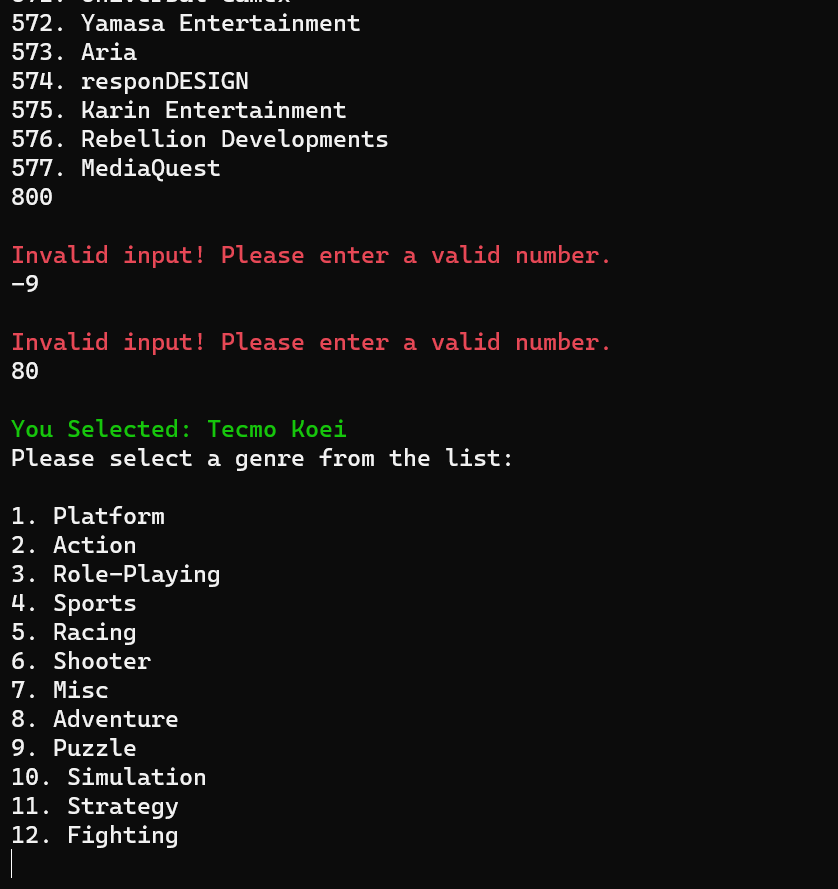 572. Yamasa Entertainment
573. Aria
574. responDESIGN
575. Karin Entertainment
576. Rebellion Developments
577. MediaQuest
800
Invalid input! Please enter a valid number.
-9
Invalid input! Please enter a valid number.
80
You Selected: Tecmo Koei
Please select a genre from the list:
1. Platform
2. Action
3. Role-Playing
4. Sports
5. Racing
6. Shooter
7. Misc
8. Adventure
9. Puzzle
10. Simulation
11. Strategy
12. Fighting